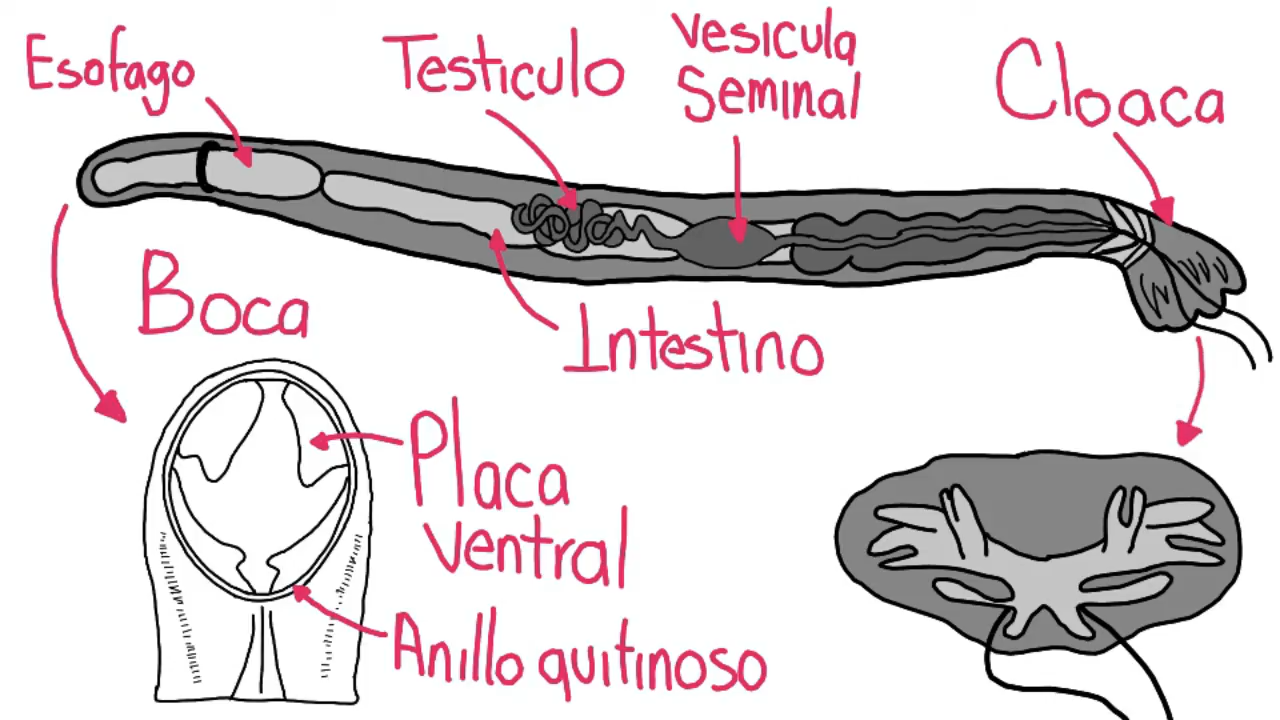 Esofago
Testiculo
vesicula
Seminal
Cloaca
Boca
Intestino
Placa
ventral
Anillo quitinoso